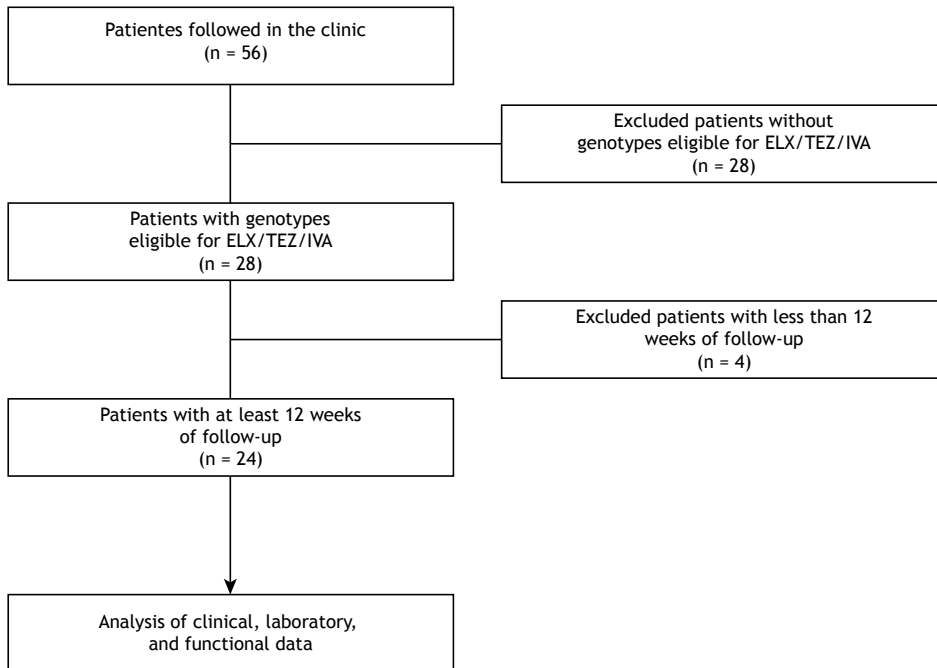 Patientes followed in the clinic
(n = 56)
Excluded patients without
genotypes eligible for ELX/TEZ/IVA
(n = 28)
Patients with genotypes
eligible for ELX/TEZ/IVA
(n = 28)
Excluded patients with less than 12
weeks of follow-up
(n = 4)
Patients with at least 12 weeks
of follow-up
(n = 24)
Analysis of clinical, laboratory,
and functional data